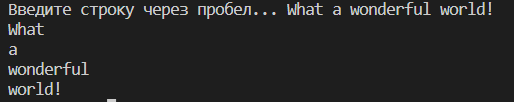 Введите строку через пробел... What a wonderful world!
What
a
wonderful
world!